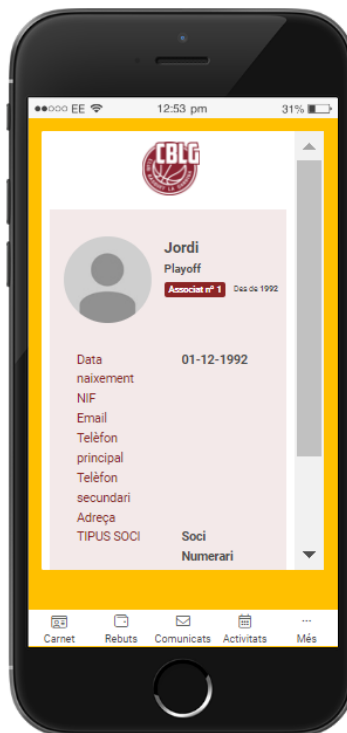 EE 12:53 pm 31%
CBLG
Jordi
Playoff
Associat nº 1 Des de 1992
Data naixement 01-12-1992
NIF
Email
Telèfon
principal
Telèfon
secundari
Adreça
TIPUS SOCI Soci
Numerari
Carnet Rebuts Comunicats Activitats Més